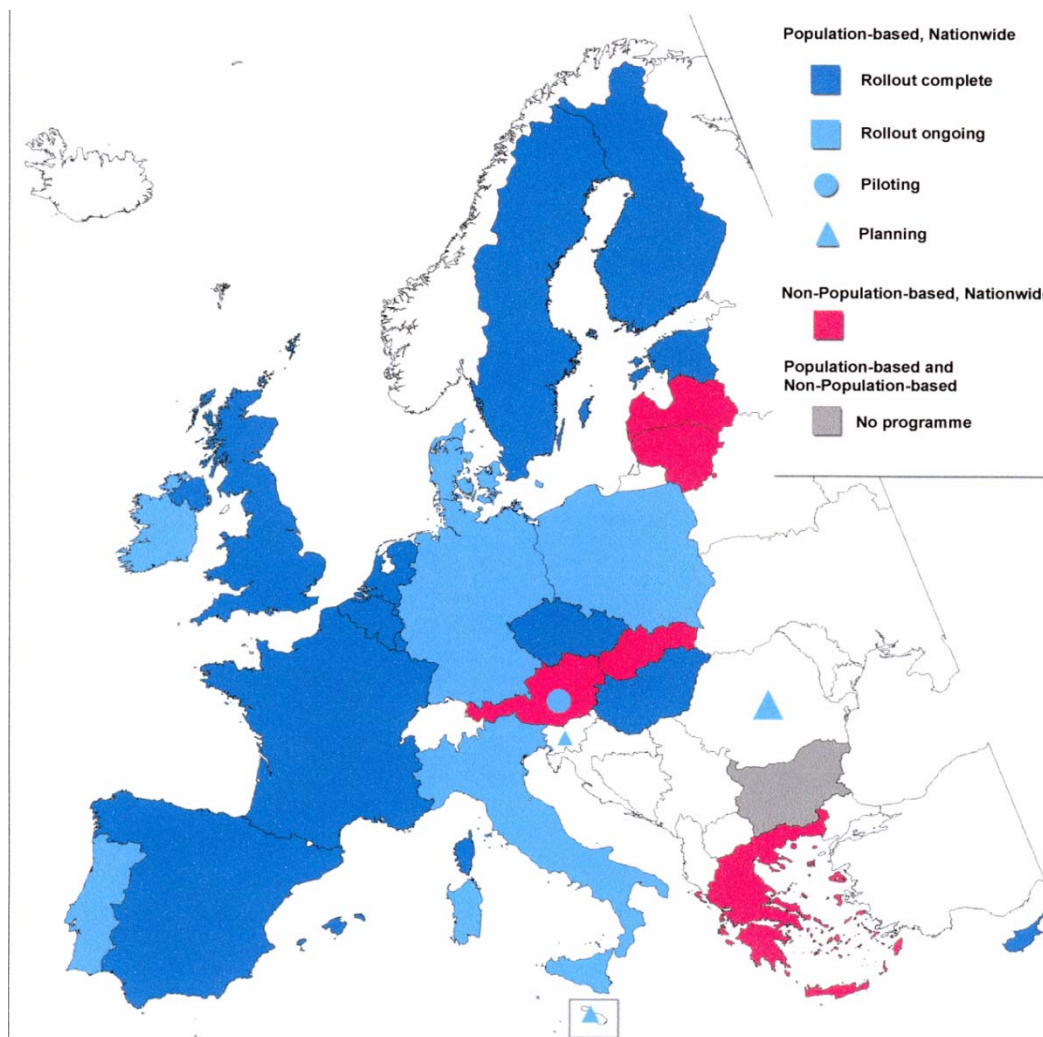 Population-based, Nationwide
Rollout complete
Rollout ongoing
Piloting
Planning
Non-Population-based, Nationwide
Population-based and
Non-Population-based
No programme